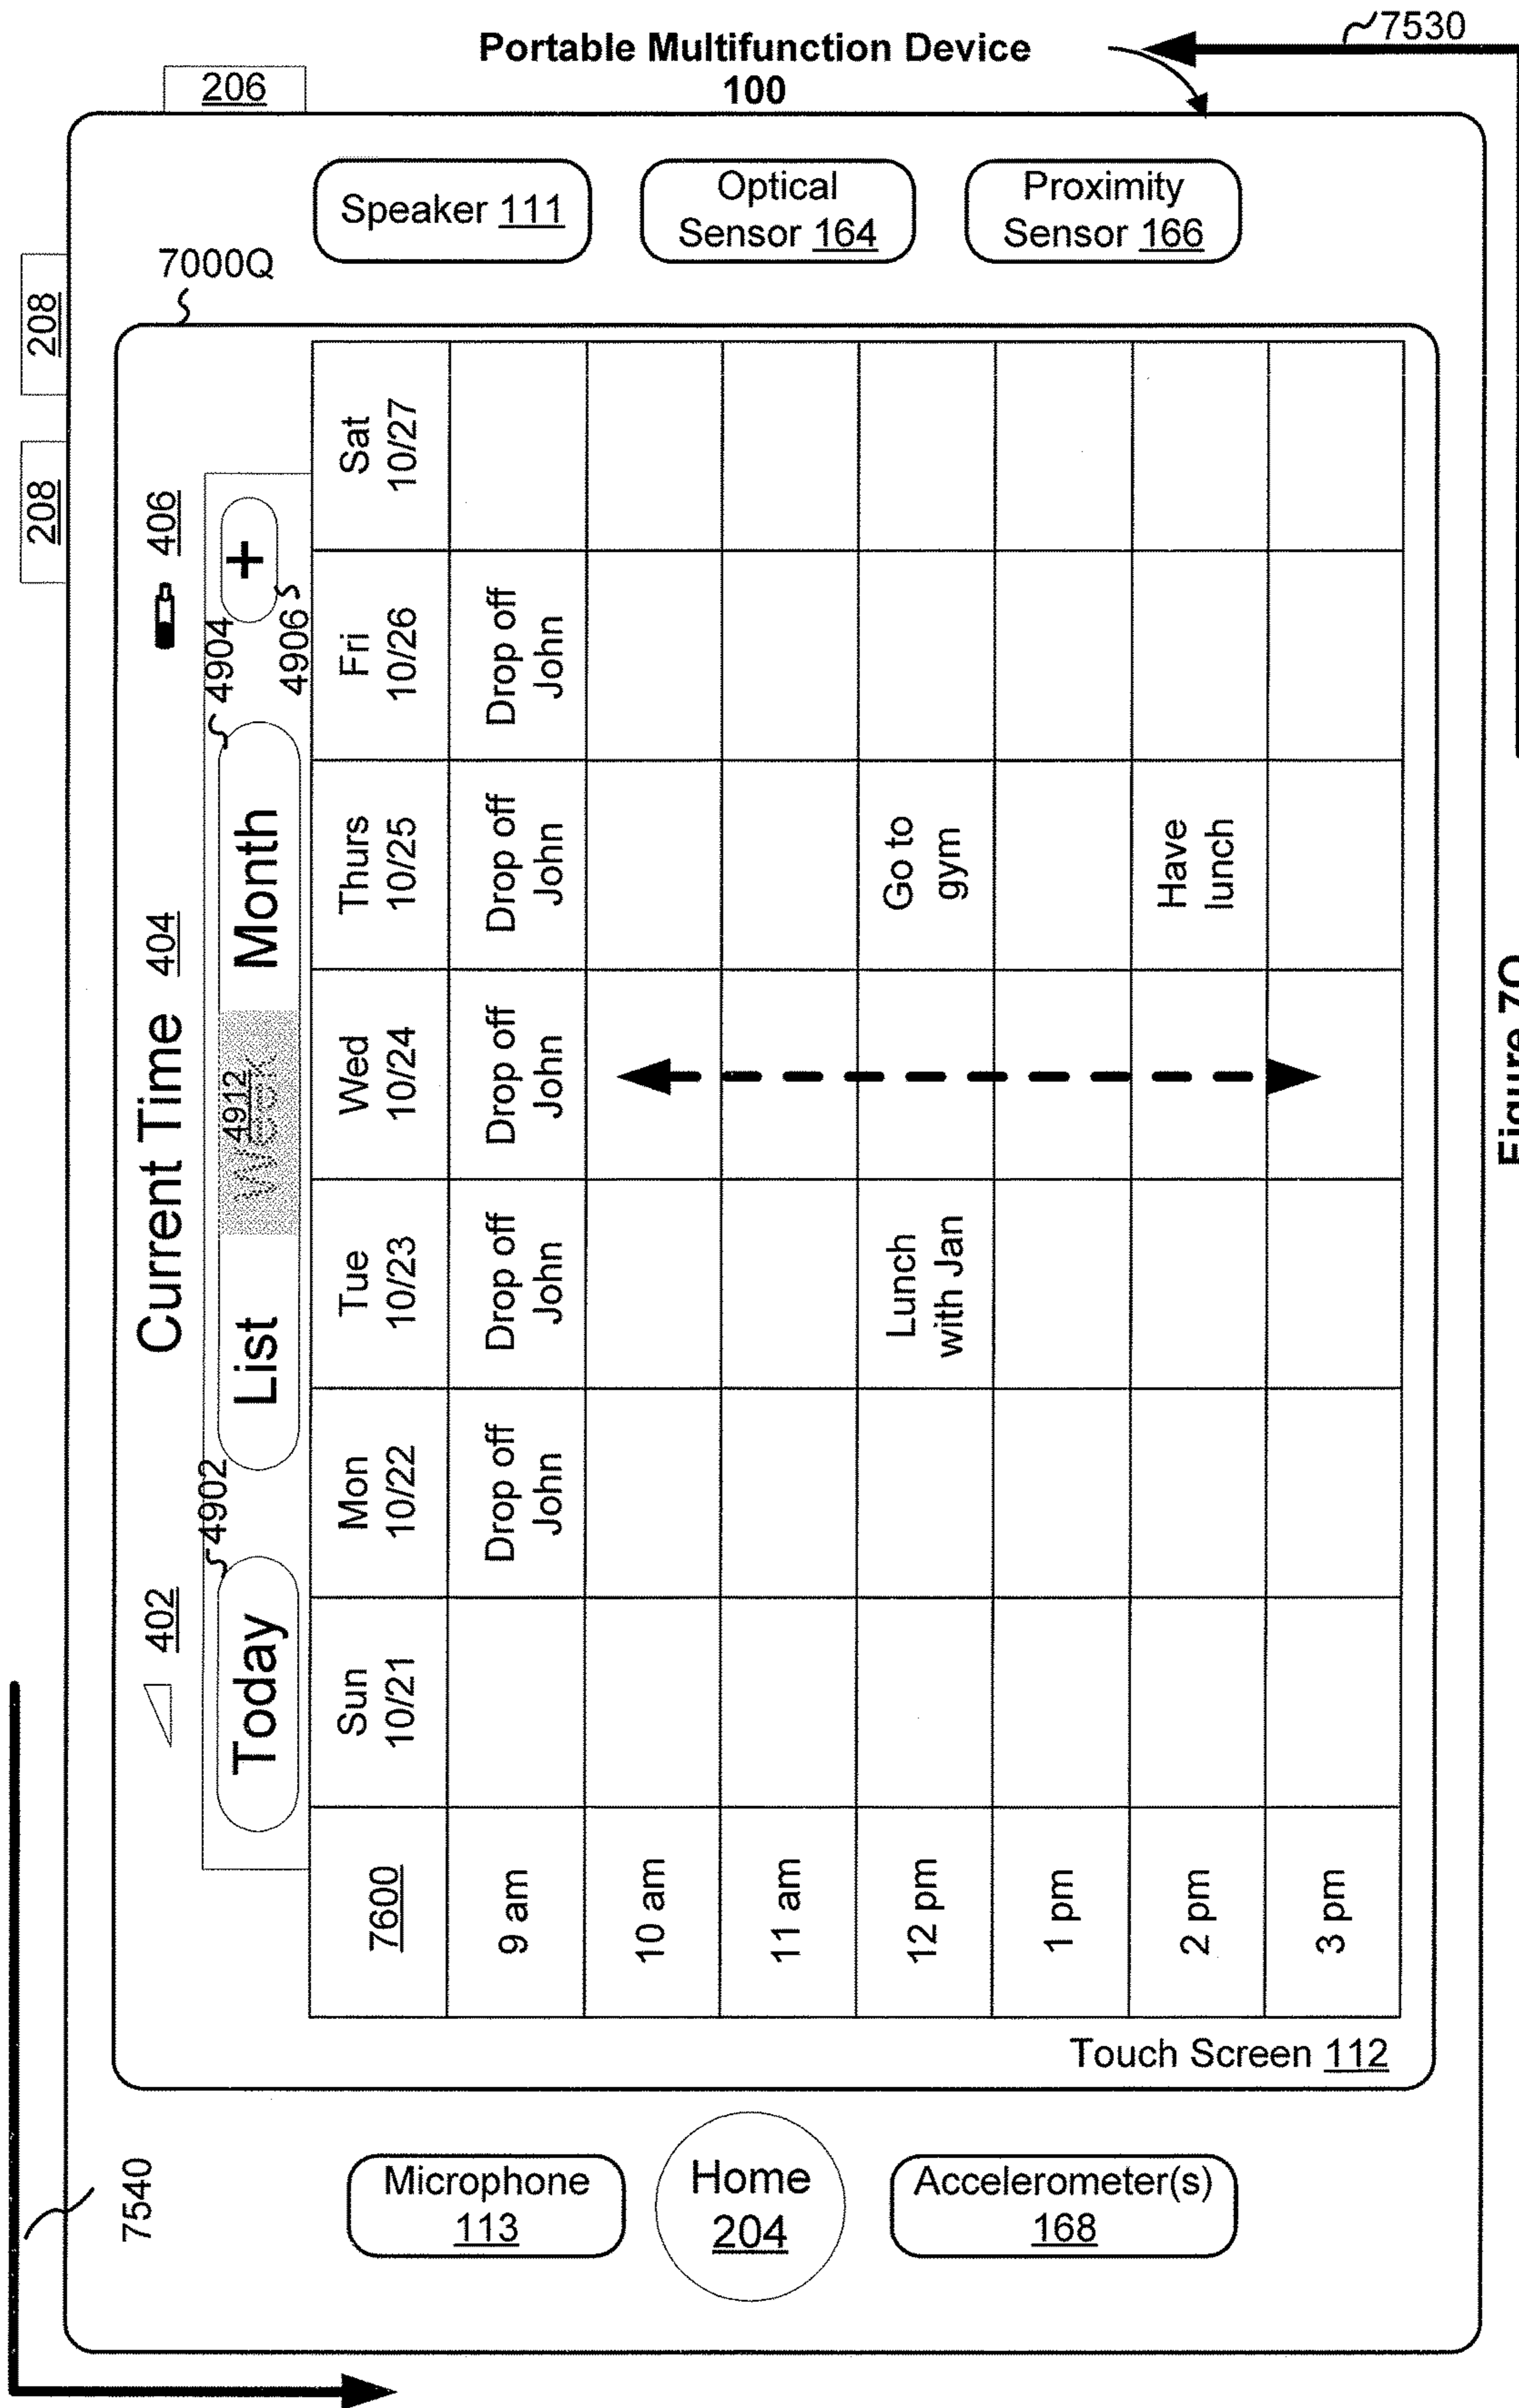 Portable Multifunction Device
100
7530
206
208
208
Speaker 111
Optical
Sensor 164
Proximity
Sensor 166
7000Q
402
Current Time 404
406
4902
4904
4906
Today
List
Week
4912
Month
+
7600
Sun
10/21
Mon
10/22
Tue
10/23
Wed
10/24
Thurs
10/25
Fri
10/26
Sat
10/27
9 am
Drop off
John
Drop off
John
Drop off
John
Drop off
John
Drop off
John
10 am
11 am
12 pm
Lunch
with Jan
Go to
gym
1 pm
2 pm
Have
lunch
3 pm
Touch Screen 112
7540
Microphone
113
Home
204
Accelerometer(s)
168